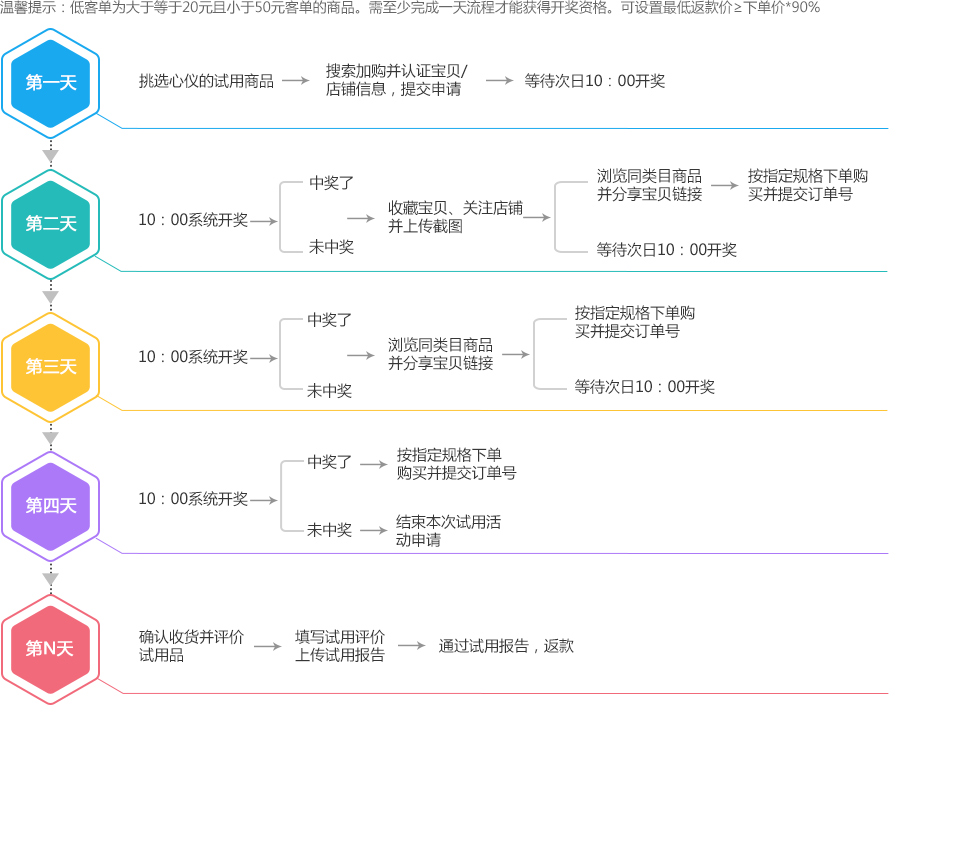 温馨提示：低客单为大于等于20元且小于50元客单的商品。需至少完成一天流程才能获得开奖资格。可设置最低返款价≥下单价*90%
第一天
挑选心仪的试用商品
搜索加购并认证宝贝/
店铺信息，提交申请
等待次日10：00开奖
第二天
10：00系统开奖
中奖了
未中奖
收藏宝贝、关注店铺
并上传截图
浏览同类目商品
并分享宝贝链接
按指定规格下单购
买并提交订单号
等待次日10：00开奖
第三天
10：00系统开奖
中奖了
未中奖
浏览同类目商品
并分享宝贝链接
按指定规格下单购
买并提交订单号
等待次日10：00开奖
第四天
10：00系统开奖
中奖了
按指定规格下单
购买并提交订单号
未中奖
结束本次试用活
动申请
第N天
确认收货并评价
试用品
填写试用评价
上传试用报告
通过试用报告，返款